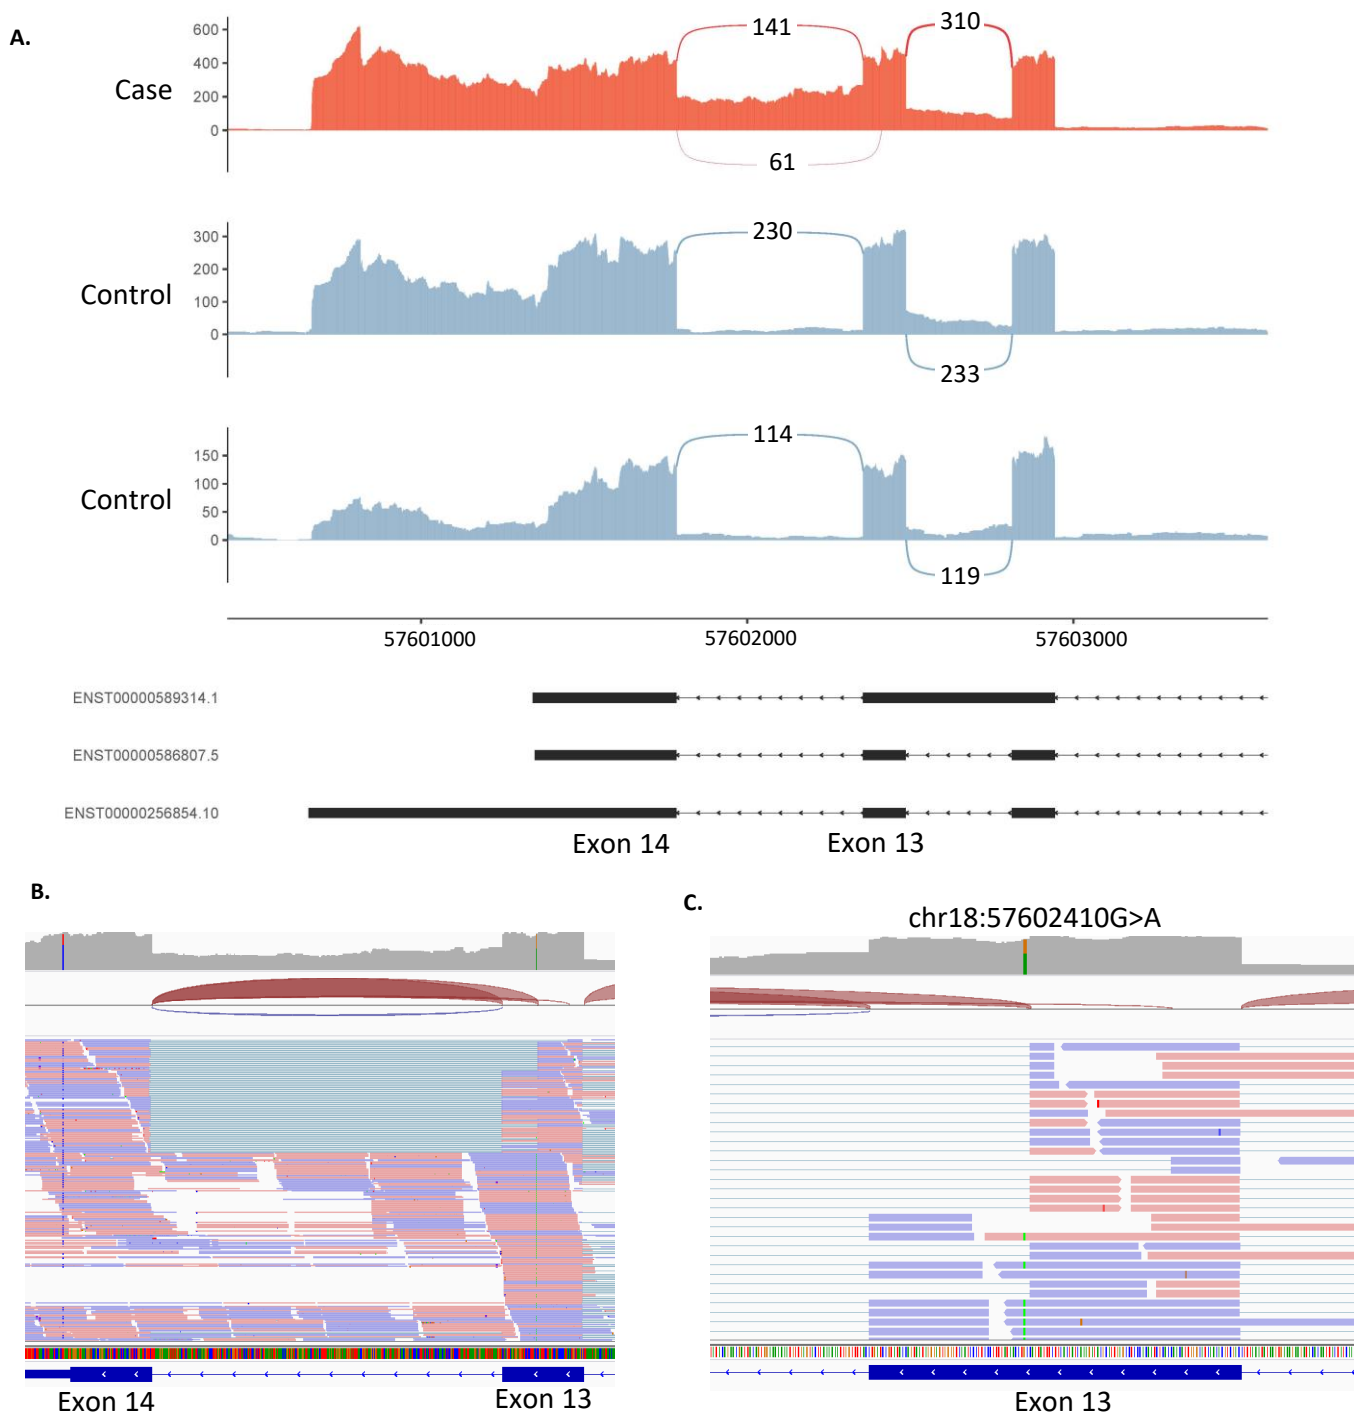 A.
Case
600
400
200
0
141
310
61
Control
300
200
100
0
230
233
Control
150
100
50
0
114
119
57601000
57602000
57603000
ENST00000589314.1
ENST00000586807.5
ENST00000256854.10
Exon 14
Exon 13
B.
Exon 14
Exon 13
C.
chr18:57602410G>A
Exon 13